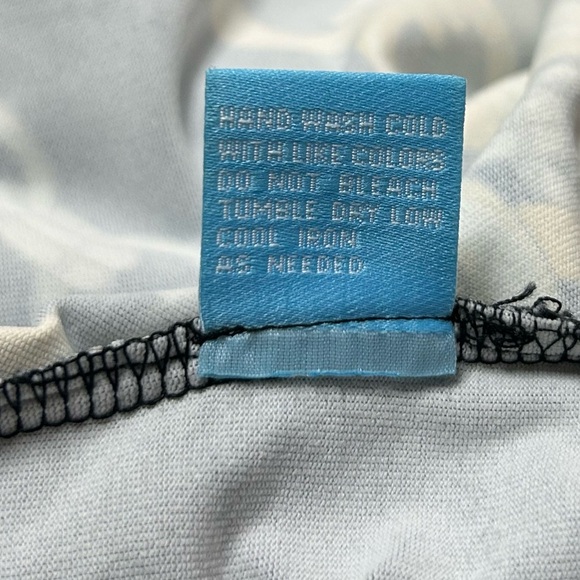 HAND WASH COLD
WITH LIKE COLORS
DO NOT BLEACH
TUMBLE DRY LOW
COOL IRON
AS NEEDED